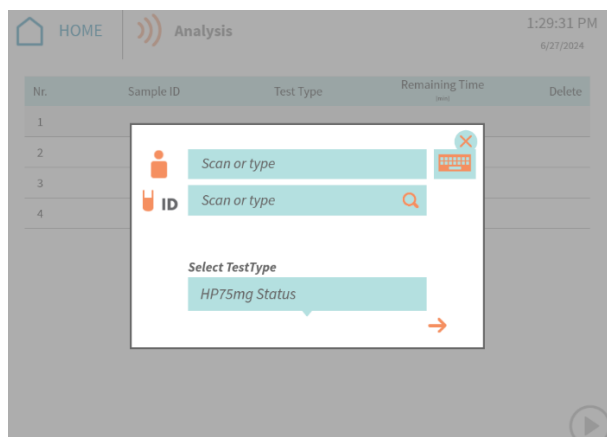 HOME
Analysis
1:29:31 PM
6/27/2024
Nr. Sample ID Test Type Remaining Time Delete
(min)
1
2
3
4
Scan or type
ID Scan or type
Select TestType
HP75mg Status